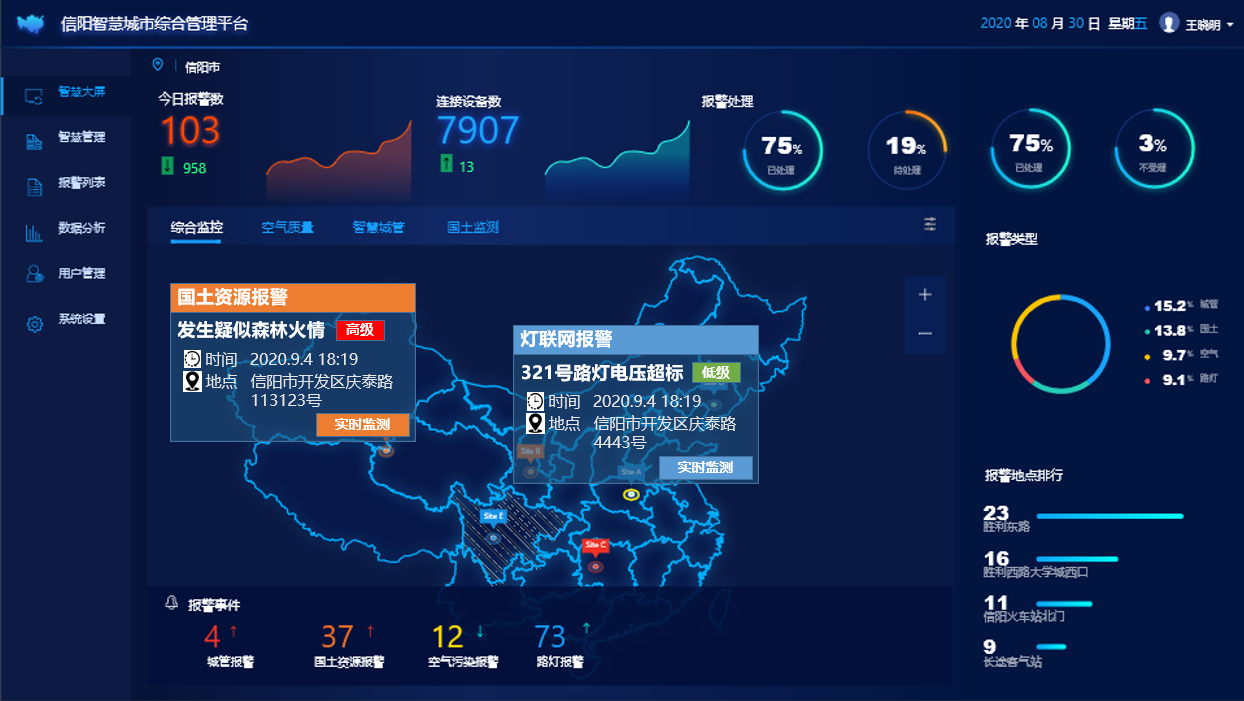 信阳智慧城市综合管理平台
2020 年 08 月 30 日 星期五
王晓明
智慧大屏
智慧管理
报警列表
数据分析
用户管理
系统设置
信阳市
今日报警数
103
958
连接设备数
7907
13
报警处理
75%
已处理
19%
待处理
75%
已处理
3%
不受理
综合监控
空气质量
智慧城管
国土监测
国土资源报警
发生疑似森林火情 高级
时间 2020.9.4 18:19
地点 信阳市开发区庆泰路
113123号
实时监测
灯联网报警
321号路灯电压超标 低级
时间 2020.9.4 18:19
地点 信阳市开发区庆泰路
4443号
实时监测
Site B
Site A
Site E
Site C
报警类型
15.2% 城管
13.8% 国土
9.7% 空气
9.1% 路灯
报警地点排行
23
胜利东路
16
胜利西路大学城西口
11
信阳火车站北门
9
长途客气站
报警事件
4
城管报警
37
国土资源报警
12
空气污染报警
73
路灯报警